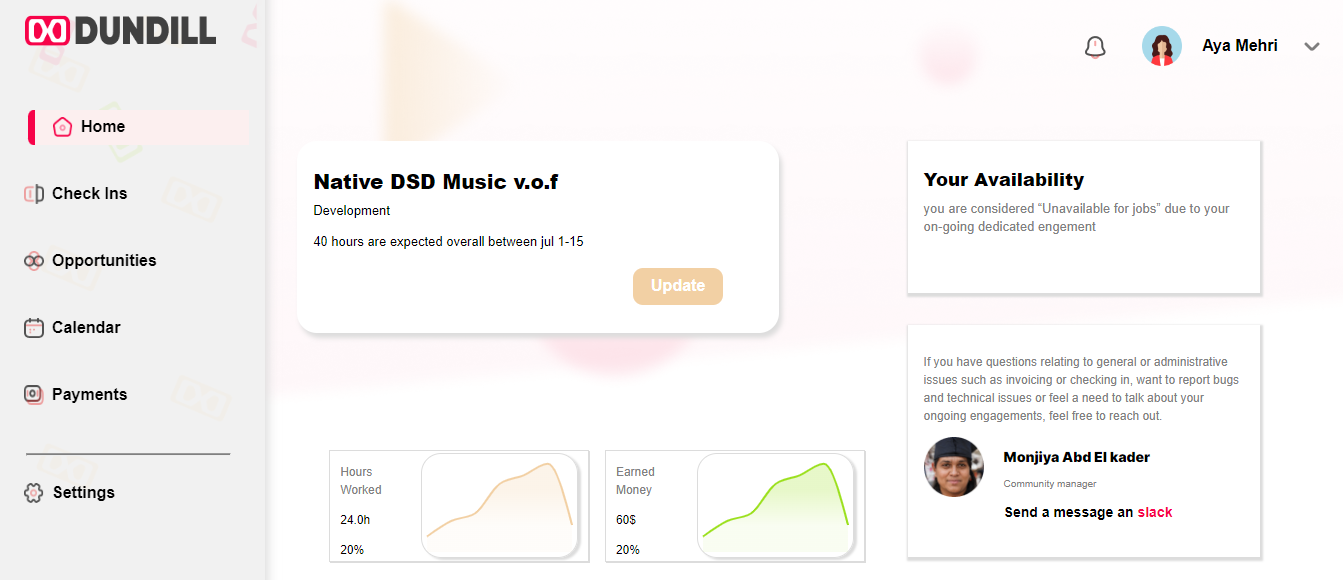 DUNDILL
Home
Check Ins
Opportunities
Calendar
Payments
Settings
Aya Mehri
Native DSD Music v.o.f
Development
40 hours are expected overall between jul 1-15
Update
Hours
Worked
24.0h
20%
Earned
Money
60$
20%
Your Availability
you are considered “Unavailable for jobs” due to your
on-going dedicated engement
If you have questions relating to general or administrative
issues such as invoicing or checking in, want to report bugs
and technical issues or feel a need to talk about your
ongoing engagements, feel free to reach out.
Monjiya Abd El kader
Community manager
Send a message an slack